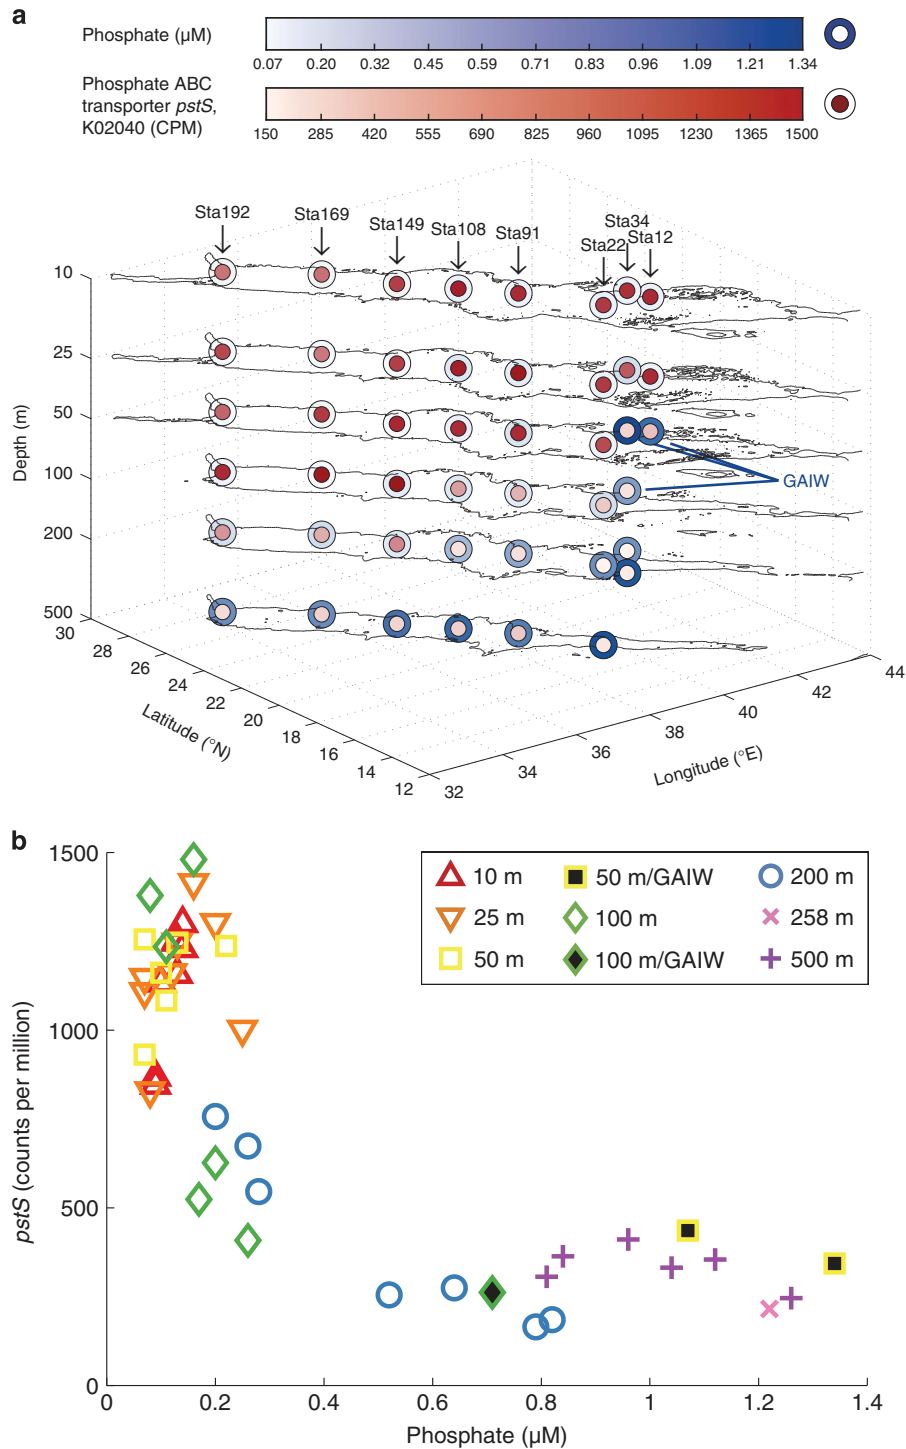 a
Phosphate (µM)
0.07 0.20 0.32 0.45 0.59 0.71 0.83 0.96 1.09 1.21 1.34
Phosphate ABC
transporter pstS,
K02040 (CPM)
150 285 420 555 690 825 960 1095 1230 1365 1500
Sta192
Sta169
Sta149
Sta108
Sta91
Sta22
Sta34
Sta12
Depth (m)
10
25
50
100
200
500
GAIW
30
28
26
24
22
20
18
16
14
12
Latitude (°N)
32
34
36
38
40
42
44
Longitude (°E)
b
pstS (counts per million)
1500
1000
500
0
10 m
25 m
50 m
50 m/GAIW
100 m
100 m/GAIW
200 m
258 m
500 m
0 0.2 0.4 0.6 0.8 1 1.2 1.4
Phosphate (µM)